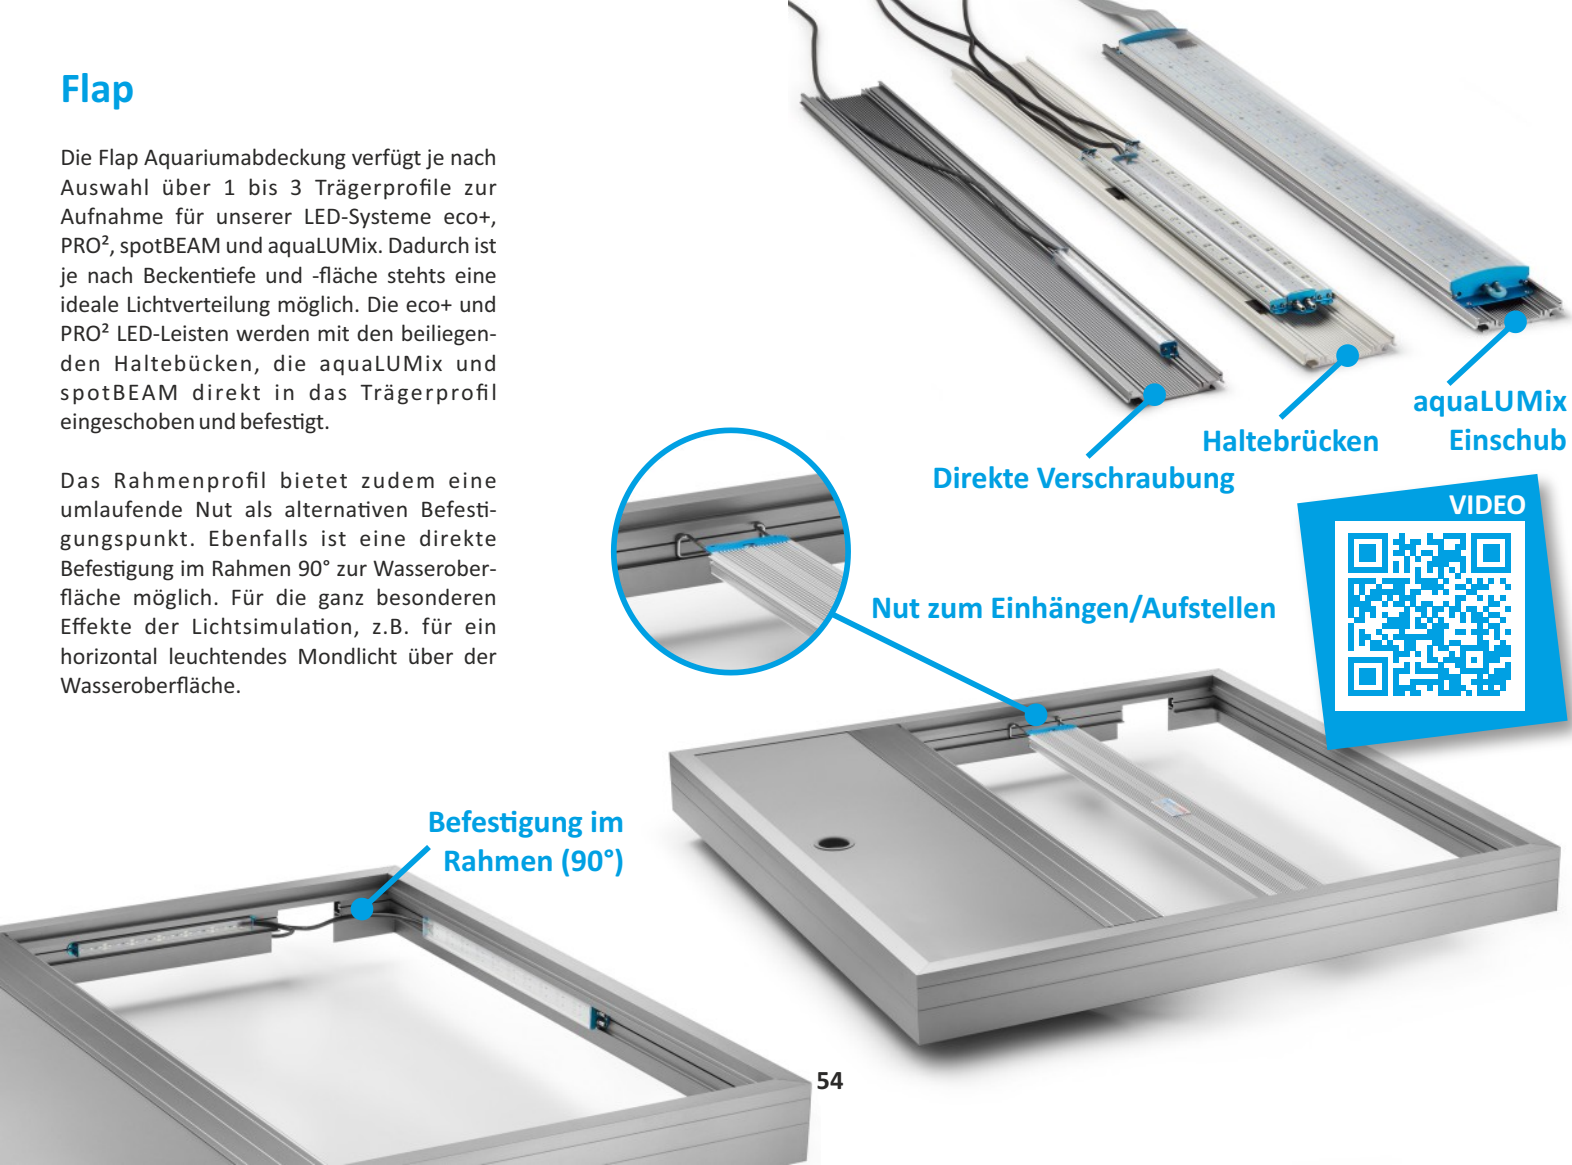 Flap
Die Flap Aquariumabdeckung verfügt je nach
Auswahl über 1 bis 3 Trägerprofile zur
Aufnahme für unserer LED-Systeme eco+,
PRO², spotBEAM und aquaLUMix. Dadurch ist
je nach Beckentiefe und -fläche stehts eine
ideale Lichtverteilung möglich. Die eco+ und
PRO² LED-Leisten werden mit den beiliegen-
den Haltebücken, die aquaLUMix und
spotBEAM direkt in das Trägerprofil
eingeschoben und befestigt.
Das Rahmenprofil bietet zudem eine
umlaufende Nut als alternativen Befesti-
gungspunkt. Ebenfalls ist eine direkte
Befestigung im Rahmen 90° zur Wasserober-
fläche möglich. Für die ganz besonderen
Effekte der Lichtsimulation, z.B. für ein
horizontal leuchtendes Mondlicht über der
Wasseroberfläche.
aquaLUMix
Einschub
Haltebrücken
Direkte Verschraubung
VIDEO
Nut zum Einhängen/Aufstellen
Befestigung im
Rahmen (90°)
54